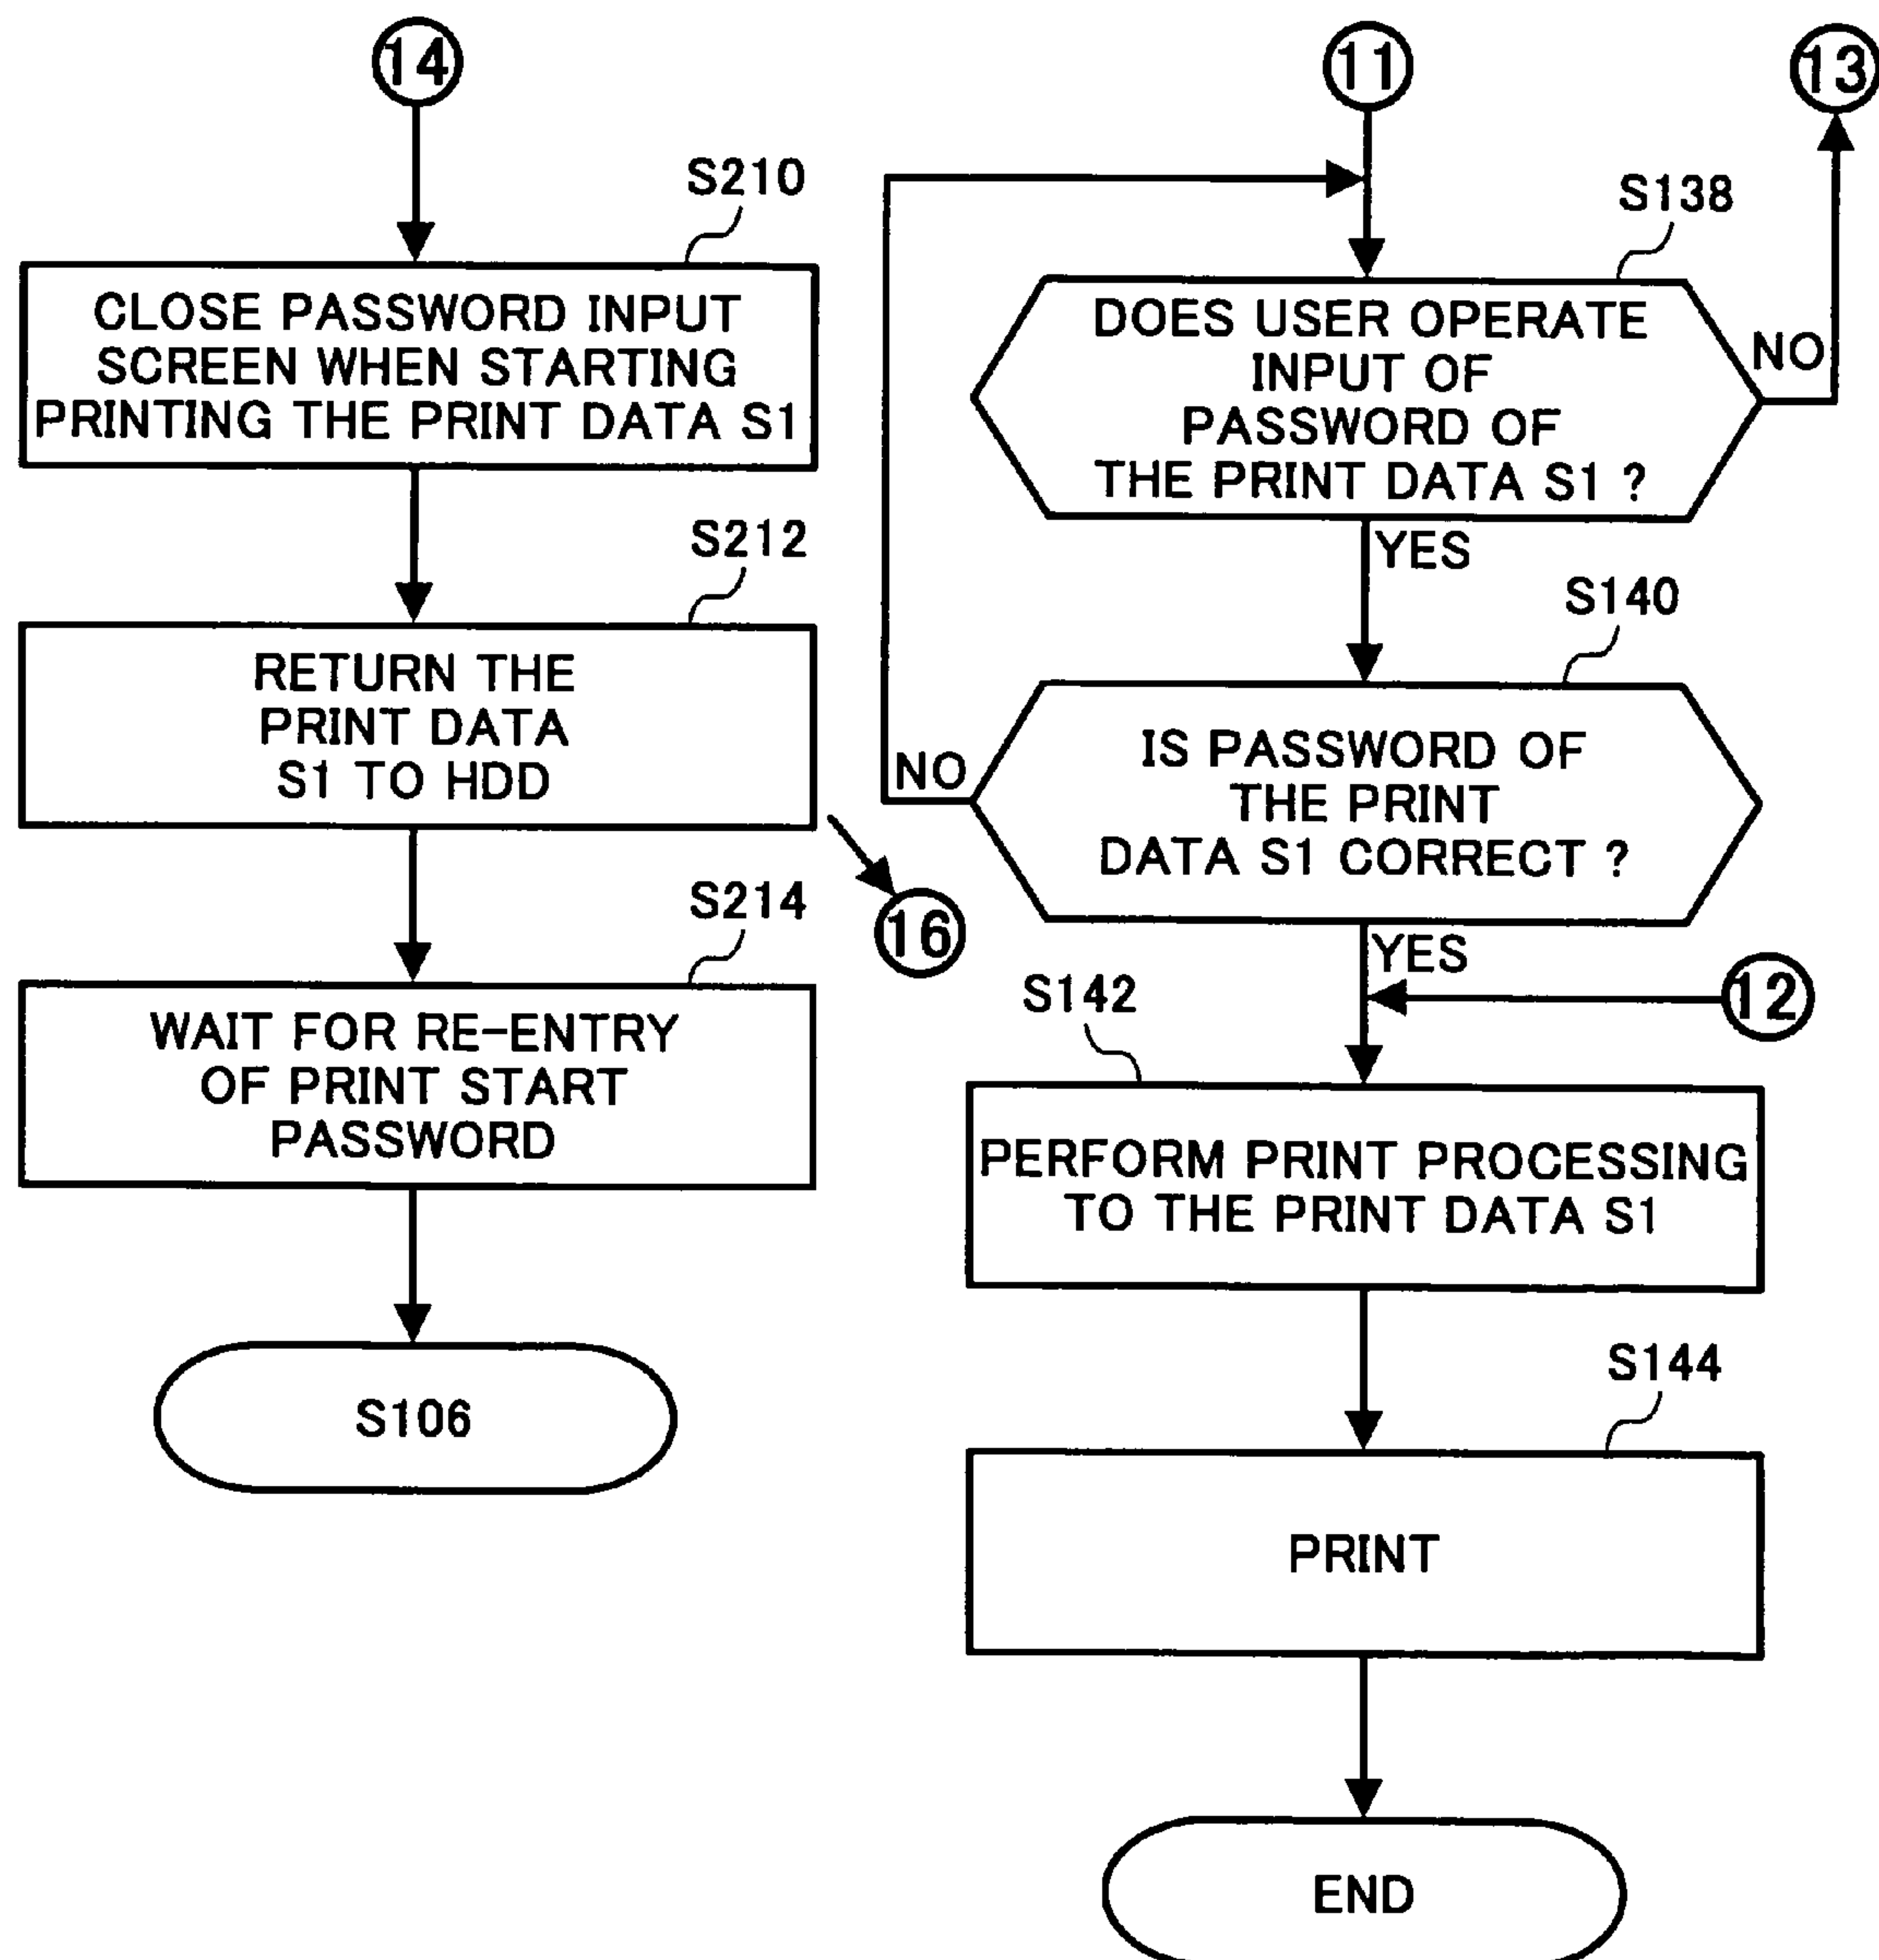 14
S210
CLOSE PASSWORD INPUT
SCREEN WHEN STARTING
PRINTING THE PRINT DATA S1
S212
RETURN THE
PRINT DATA
S1 TO HDD
16
S214
WAIT FOR RE-ENTRY
OF PRINT START
PASSWORD
S106
11
13
S138
DOES USER OPERATE
INPUT OF
PASSWORD OF
THE PRINT DATA S1 ?
NO
YES
S140
IS PASSWORD OF
THE PRINT
DATA S1 CORRECT ?
NO
YES
12
S142
PERFORM PRINT PROCESSING
TO THE PRINT DATA S1
S144
PRINT
END